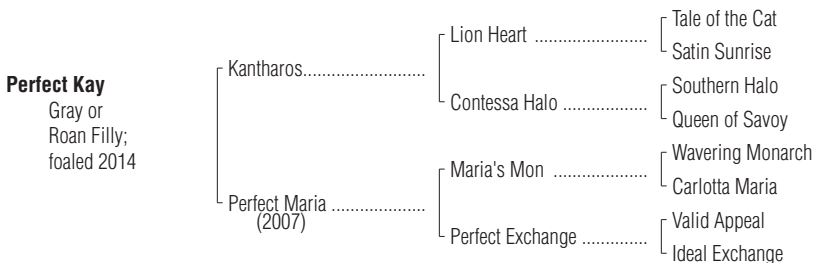 Perfect Kay
Gray or
Roan Filly;
foaled 2014
Kantharos..........................
Perfect Maria ....................
(2007)
Lion Heart ........................
Contessa Halo ..................
Maria's Mon ....................
Perfect Exchange ..............
Tale of the Cat
Satin Sunrise
Southern Halo
Queen of Savoy
Wavering Monarch
Carlotta Maria
Valid Appeal
Ideal Exchange